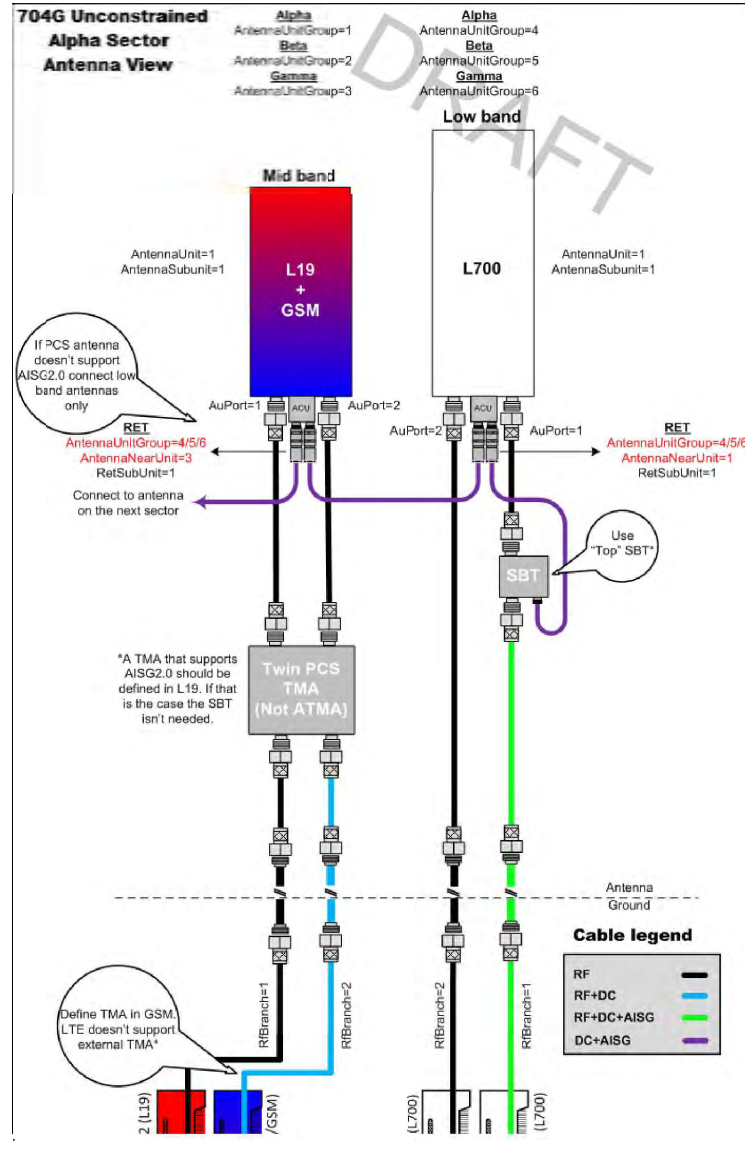 704G Unconstrained
Alpha Sector
Antenna View
Alpha
AntennaUnitGroup=1
Beta
AntennaUnitGroup=2
Gamma
AntennaUnitGroup=3
Alpha
AntennaUnitGroup=4
Beta
AntennaUnitGroup=5
Gamma
AntennaUnitGroup=6
DRAFT
Low band
Mid band
AntennaUnit=1
AntennaSubunit=1
L19
+
GSM
L700
AntennaUnit=1
AntennaSubunit=1
If PCS antenna
doesn't support
AISG2.0 connect low
band antennas
only
AuPort=1
ACU
AuPort=2
AuPort=2
ACU
AuPort=1
RET
AntennaUnitGroup=4/5/6
AntennaNearUnit=3
RetSubUnit=1
RET
AntennaUnitGroup=4/5/6
AntennaNearUnit=1
RetSubUnit=1
Connect to antenna
on the next sector
Use
"Top" SBT*
SBT
*A TMA that supports
AISG2.0 should be
defined in L19. If that
is the case the SBT
isn't needed.
Twin PCS
TMA
(Not ATMA)
Antenna
Ground
Cable legend
RF
RF+DC
RF+DC+AISG
DC+AISG
RfBranch=1
RfBranch=2
RfBranch=2
RfBranch=1
Define TMA in GSM.
LTE doesn't support
external TMA*
2 (L19)
/GSM)
(L700)
(L700)